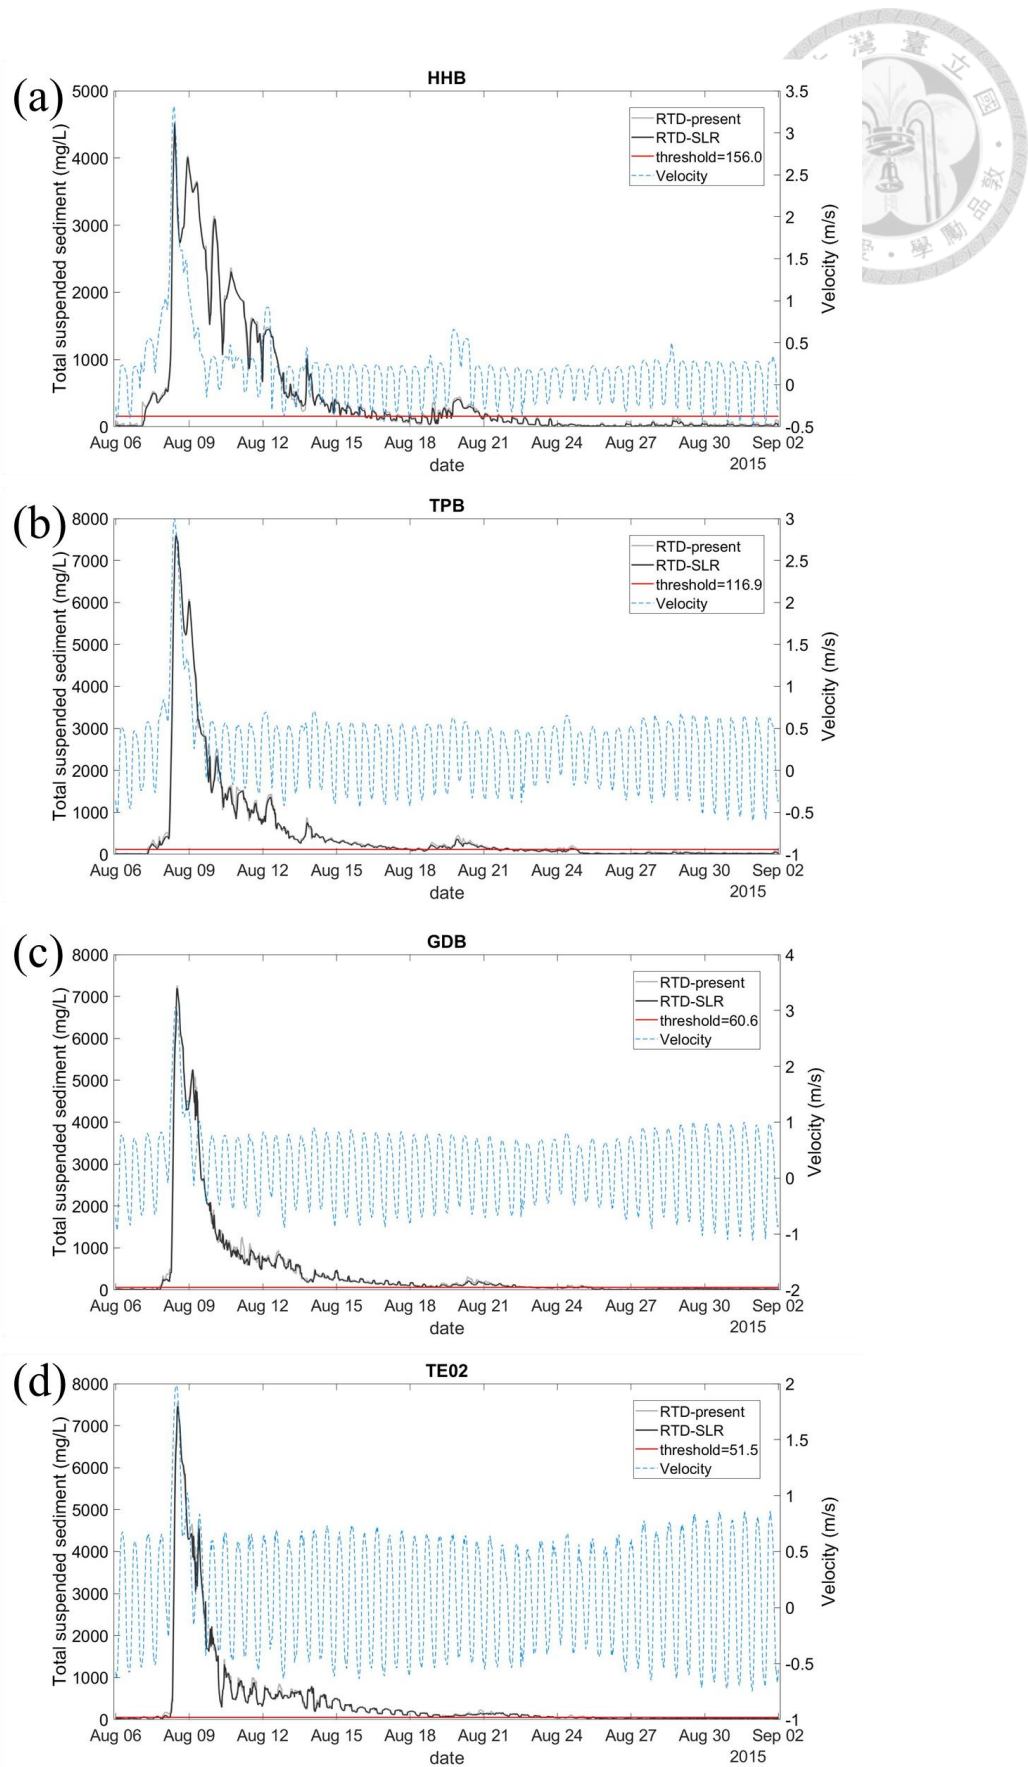 (a)
HHB
Total suspended sediment (mg/L)
5000
4000
3000
2000
1000
0
3.5
3
2.5
2
1.5
1
0.5
0
-0.5
Velocity (m/s)
RTD-present
RTD-SLR
threshold=156.0
Velocity
Aug 06 Aug 09 Aug 12 Aug 15 Aug 18 Aug 21 Aug 24 Aug 27 Aug 30 Sep 02
date
2015
灣臺立國
敦品勵學
愛
(b)
TPB
Total suspended sediment (mg/L)
8000
7000
6000
5000
4000
3000
2000
1000
0
3
2.5
2
1.5
1
0.5
0
-0.5
-1
Velocity (m/s)
RTD-present
RTD-SLR
threshold=116.9
Velocity
Aug 06 Aug 09 Aug 12 Aug 15 Aug 18 Aug 21 Aug 24 Aug 27 Aug 30 Sep 02
date
2015
(c)
GDB
Total suspended sediment (mg/L)
8000
7000
6000
5000
4000
3000
2000
1000
0
4
3
2
1
0
-1
-2
Velocity (m/s)
RTD-present
RTD-SLR
threshold=60.6
Velocity
Aug 06 Aug 09 Aug 12 Aug 15 Aug 18 Aug 21 Aug 24 Aug 27 Aug 30 Sep 02
date
2015
(d)
TE02
Total suspended sediment (mg/L)
8000
7000
6000
5000
4000
3000
2000
1000
0
2
1.5
1
0.5
0
-0.5
-1
Velocity (m/s)
RTD-present
RTD-SLR
threshold=51.5
Velocity
Aug 06 Aug 09 Aug 12 Aug 15 Aug 18 Aug 21 Aug 24 Aug 27 Aug 30 Sep 02
date
2015